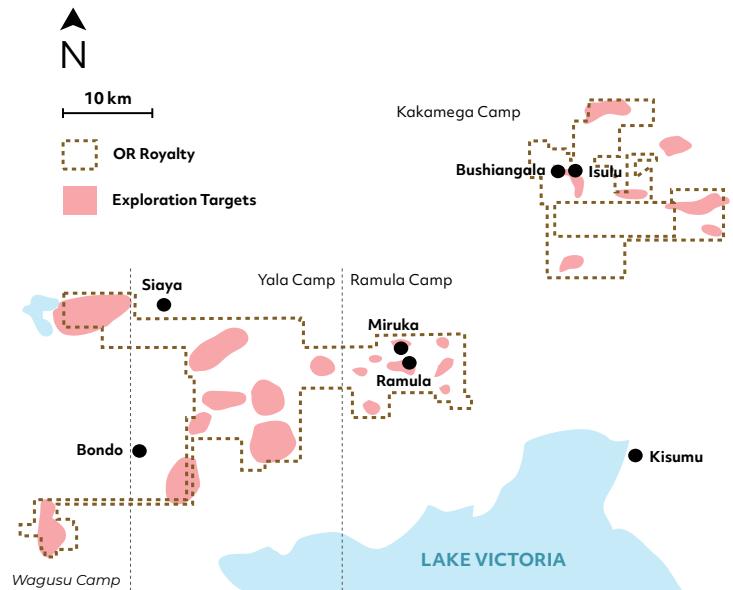 N
10 km
OR Royalty
Exploration Targets
Kakamega Camp
Bushiangala
Isulu
Siaya
Yala Camp
Ramula Camp
Miruka
Ramula
Bondo
Kisumu
LAKE VICTORIA
Wagusu Camp